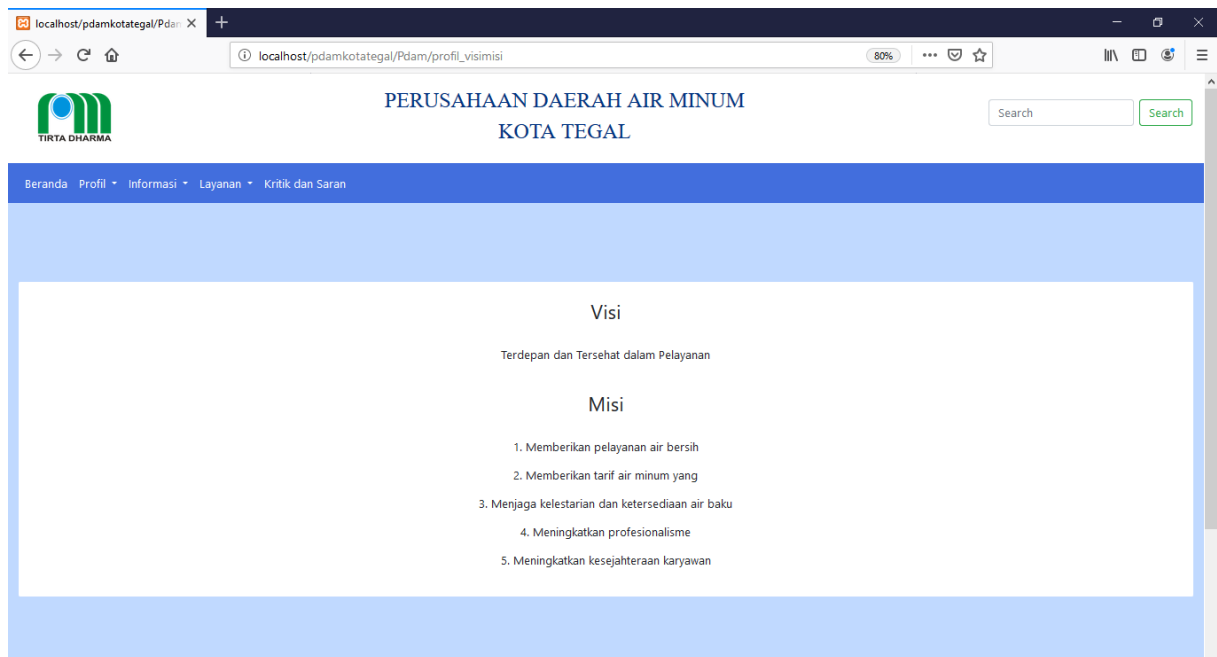 localhost/pdamkotategal/Pdam
localhost/pdamkotategal/Pdam/profil_visimisi
80%
TIRTA DHARMA
PERUSAHAAN DAERAH AIR MINUM
KOTA TEGAL
Search
Search
Beranda Profil Informasi Layanan Kritik dan Saran
Visi
Terdepan dan Tersehat dalam Pelayanan
Misi
1. Memberikan pelayanan air bersih
2. Memberikan tarif air minum yang
3. Menjaga kelestarian dan ketersediaan air baku
4. Meningkatkan profesionalisme
5. Meningkatkan kesejahteraan karyawan